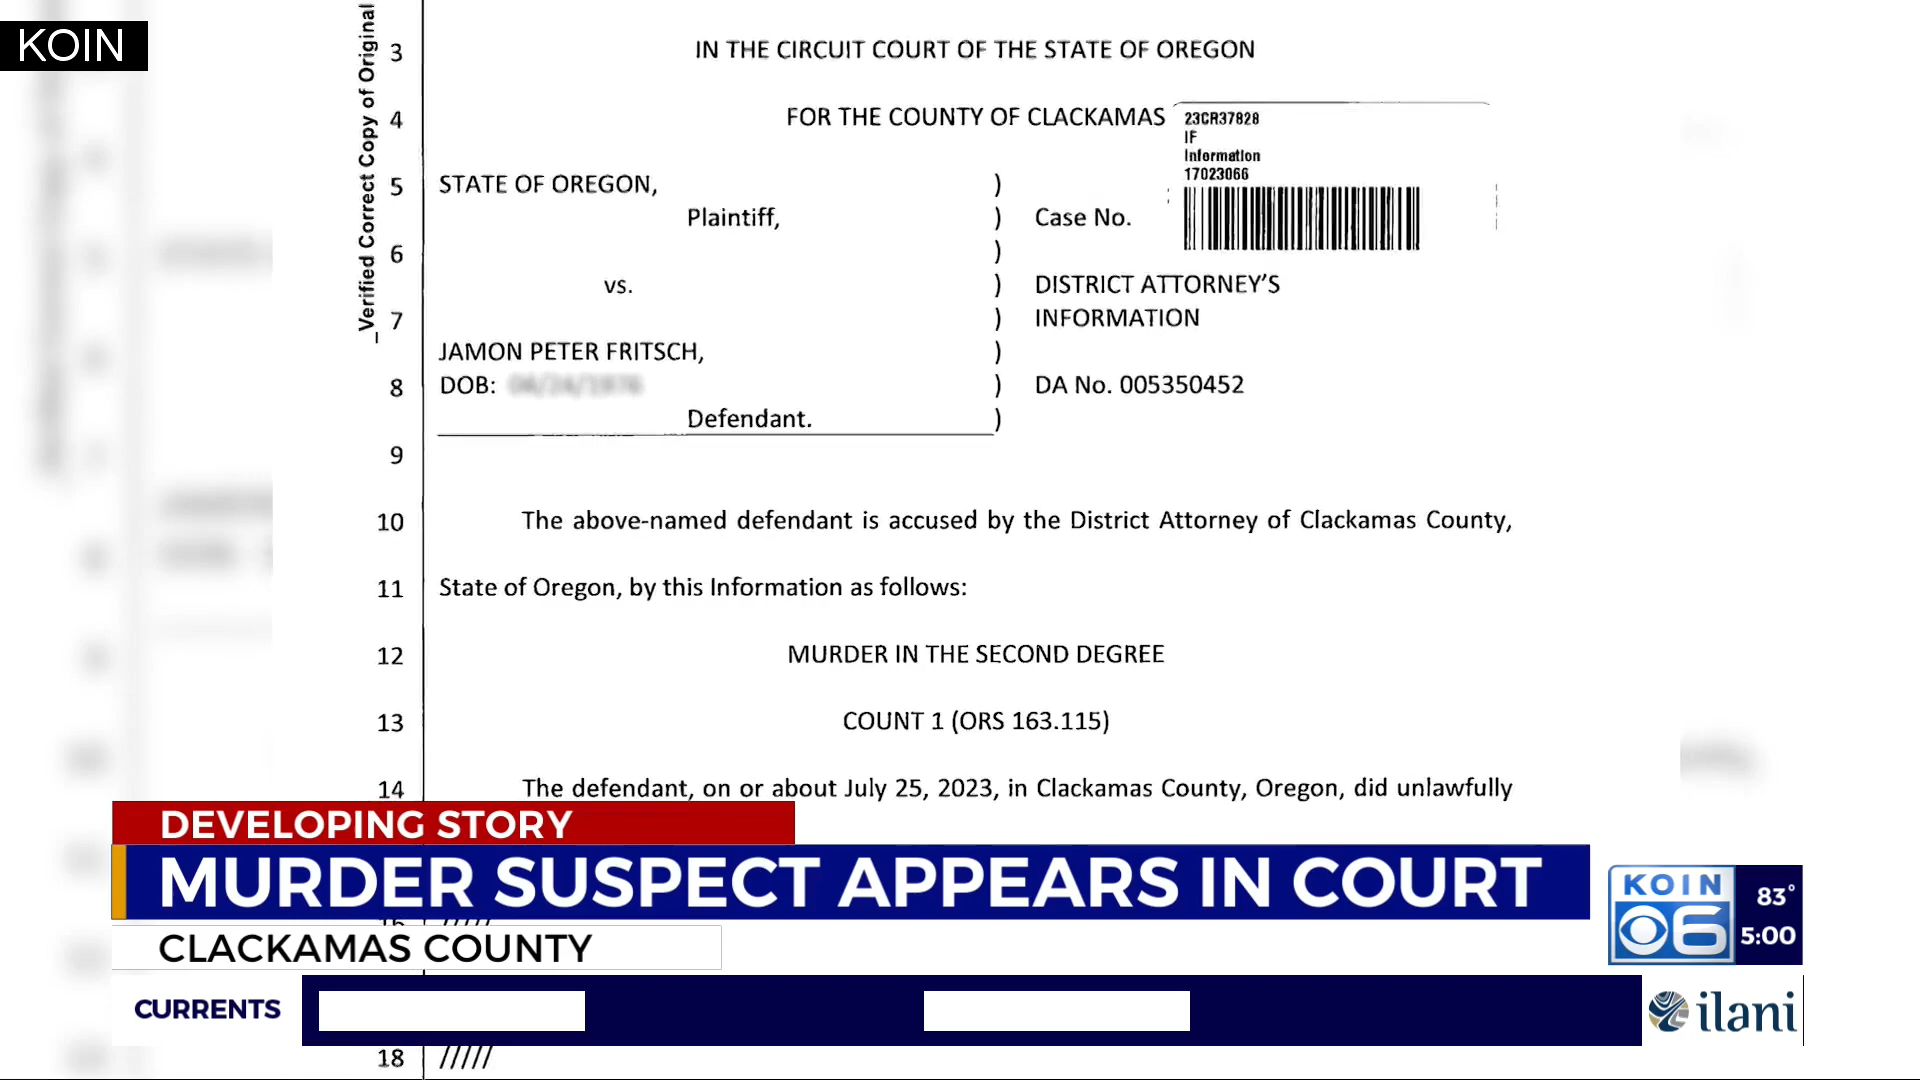 KOIN
_Verified Correct Copy of Original
3 IN THE CIRCUIT COURT OF THE STATE OF OREGON
4 FOR THE COUNTY OF CLACKAMAS
23CR37828
IF
Information
17023066
5 STATE OF OREGON, )
Plaintiff, ) Case No.
6 )
vs. ) DISTRICT ATTORNEY'S
7 ) INFORMATION
JAMON PETER FRITSCH, )
8 DOB: ) DA No. 005350452
Defendant. )
9
10 The above-named defendant is accused by the District Attorney of Clackamas County,
11 State of Oregon, by this Information as follows:
12 MURDER IN THE SECOND DEGREE
13 COUNT 1 (ORS 163.115)
14 The defendant, on or about July 25, 2023, in Clackamas County, Oregon, did unlawfully
DEVELOPING STORY
MURDER SUSPECT APPEARS IN COURT
CLACKAMAS COUNTY
KOIN 6
83°
5:00
CURRENTS
ilani
18 /////